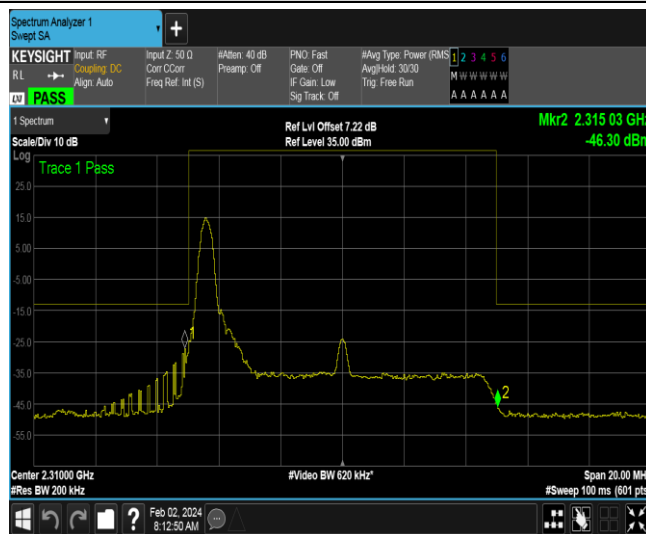 Spectrum Analyzer 1
Swept SA
+
KEYSIGHT Input: RF Input Z: 50 Ω #Atten: 40 dB PNO: Fast #Avg Type: Power (RMS 1 2 3 4 5 6
RL Coupling: DC Corr CCorr Preamp: Off Gate: Off Avg|Hold: 30/30 M W W W W W
Align: Auto Freq Ref: Int (S) IF Gain: Low Trig: Free Run
Sig Track: Off A A A A A A
LXI PASS
1 Spectrum Ref Lvl Offset 7.22 dB Mkr2 2.315 03 GHz
Scale/Div 10 dB Ref Level 35.00 dBm -46.30 dBm
Log
Trace 1 Pass
25.0
15.0
5.00
-5.00
-15.0
-25.0
-35.0
-45.0
-55.0
2
Center 2.31000 GHz #Video BW 620 kHz* Span 20.00 MH
#Res BW 200 kHz #Sweep 100 ms (601 pts
? Feb 02, 2024
8:12:50 AM